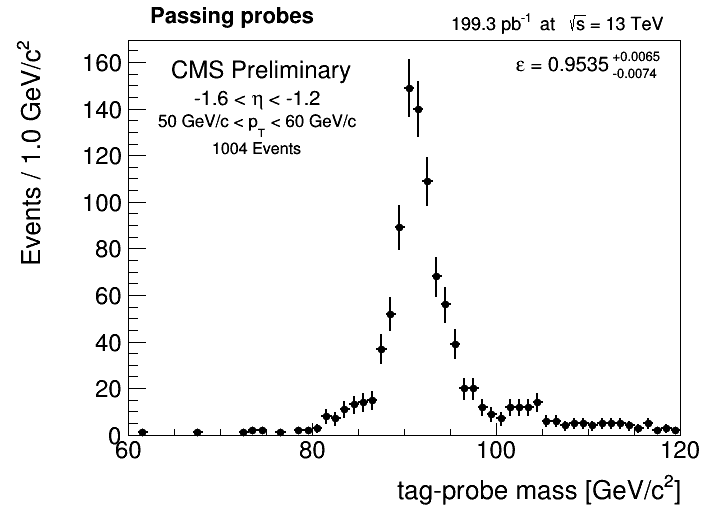 Passing probes
199.3 pb⁻¹ at √s = 13 TeV
CMS Preliminary
ε = 0.9535 +0.0065 -0.0074
-1.6 < η < -1.2
50 GeV/c < p_T < 60 GeV/c
1004 Events
Events / 1.0 GeV/c²
160
140
120
100
80
60
40
20
0
60 80 100 120
tag-probe mass [GeV/c²]